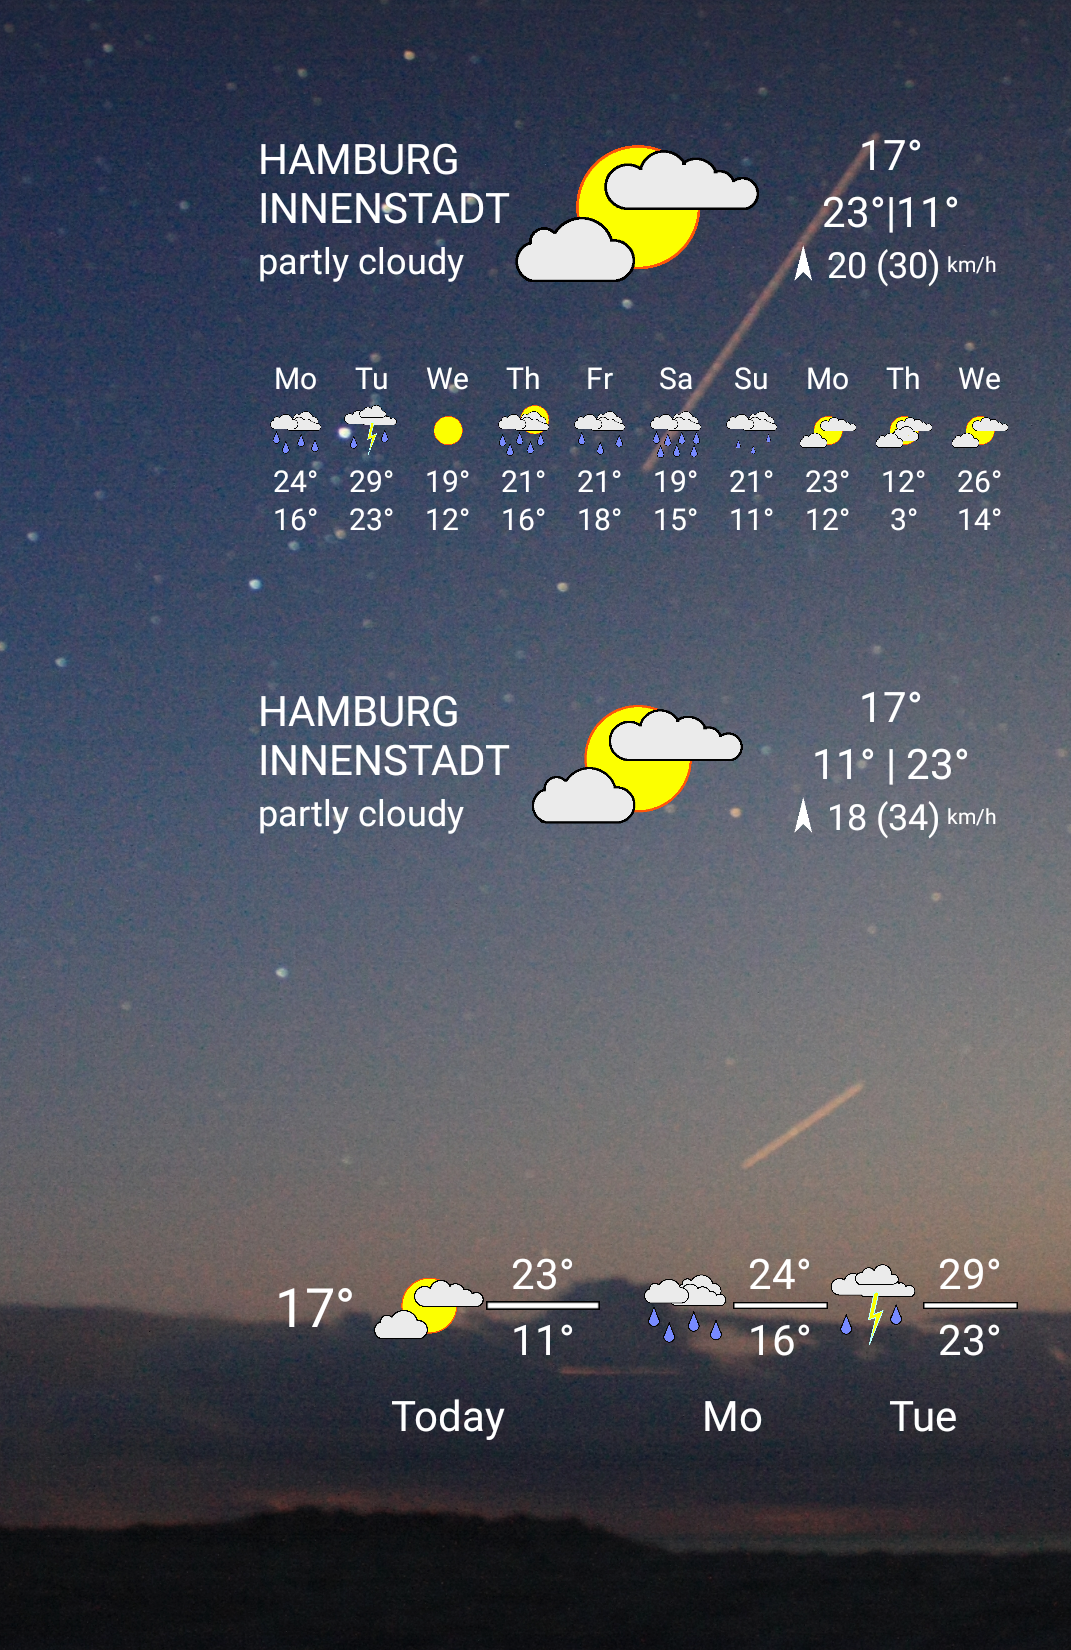 HAMBURG
INNENSTADT
partly cloudy
17°
23°|11°
20 (30) km/h
Mo Tu We Th Fr Sa Su Mo Th We
24° 29° 19° 21° 21° 19° 21° 23° 12° 26°
16° 23° 12° 16° 18° 15° 11° 12° 3° 14°
HAMBURG
INNENSTADT
partly cloudy
17°
11° | 23°
18 (34) km/h
17° 23° 24° 29°
11° 16° 23°
Today Mo Tue